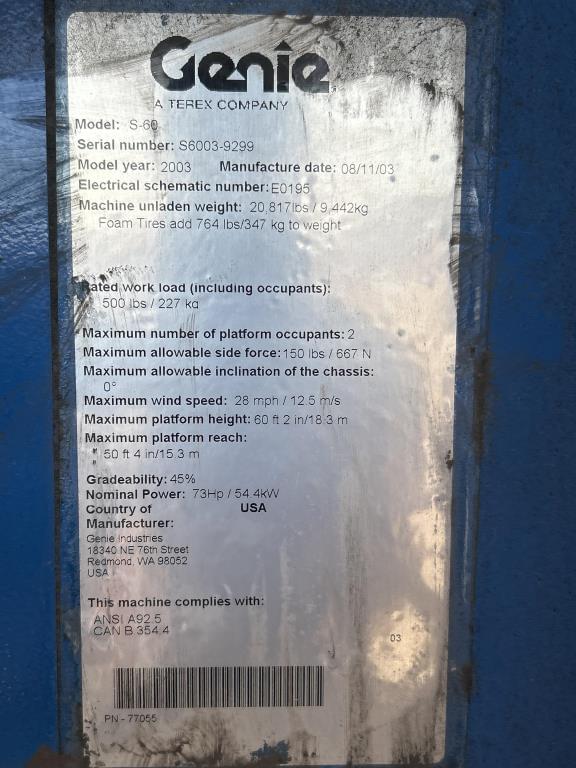 Genie
A TEREX COMPANY
Model: S-60
Serial number: S6003-9299
Model year: 2003 Manufacture date: 08/11/03
Electrical schematic number: E0195
Machine unladen weight: 20,817lbs / 9,442kg
Foam Tires add 764 lbs/347 kg to weight
Rated work load (including occupants):
500 lbs / 227 kg
Maximum number of platform occupants: 2
Maximum allowable side force: 150 lbs / 667 N
Maximum allowable inclination of the chassis:
0°
Maximum wind speed: 28 mph / 12.5 m/s
Maximum platform height: 60 ft 2 in/18.3 m
Maximum platform reach:
50 ft 4 in/15.3 m
Gradeability: 45%
Nominal Power: 73Hp / 54.4kW
Country of USA
Manufacturer:
Genie Industries
18340 NE 76th Street
Redmond, WA 98052
USA
This machine complies with:
ANSI A92.5
CAN B.354.4
03
PN - 77055